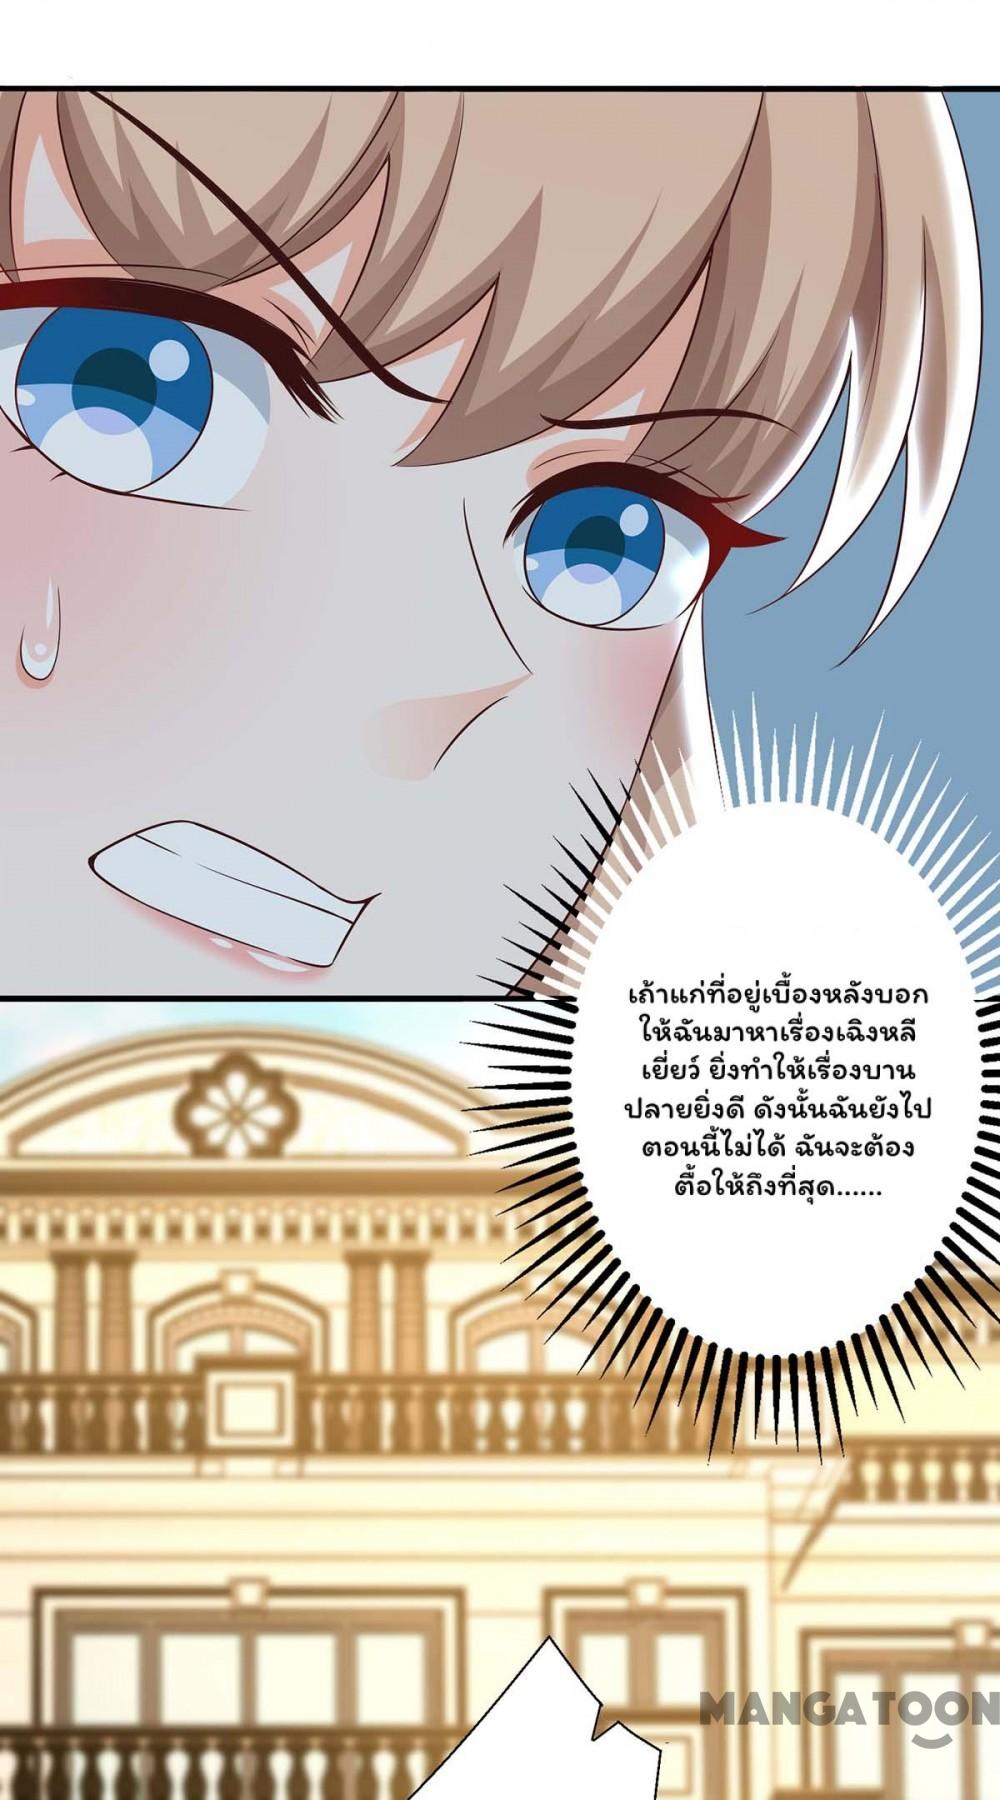 เถ้าแก่ที่อยู่เบื้องหลังบอก
ให้ฉันมาหาเรื่องเฉิงหลี
เยี่ยว์ ยิ่งทำให้เรื่องบาน
ปลายยิ่งดี ดังนั้นฉันยังไป
ตอนนี้ไม่ได้ ฉันจะต้อง
ตื้อให้ถึงที่สุด......
MANGATOON